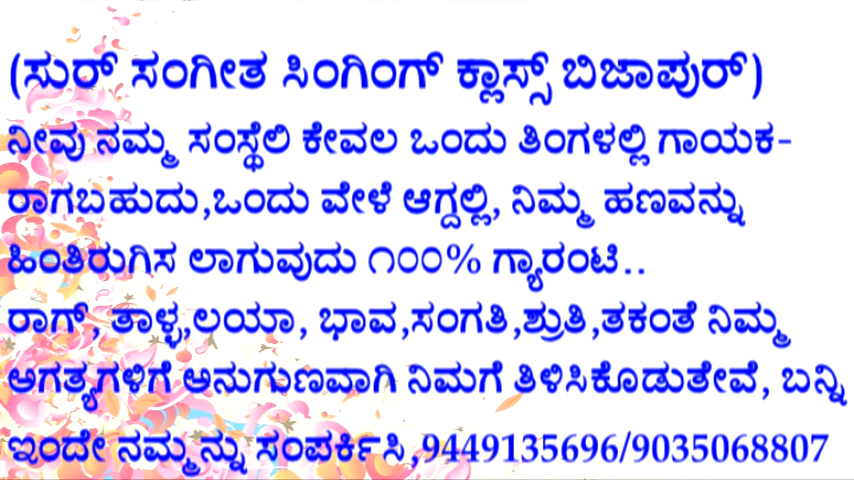 (ಸುರ್ ಸಂಗೀತ ಸಿಂಗಿಂಗ್ ಕ್ಲಾಸ್ಸ್ ಬಿಜಾಪುರ್)
ನೀವು ನಮ್ಮ ಸಂಸ್ಥೆಲಿ ಕೇವಲ ಒಂದು ತಿಂಗಳಲ್ಲಿ ಗಾಯಕ-
ರಾಗಬಹುದು,ಒಂದು ವೇಳೆ ಆಗ್ದಲ್ಲಿ, ನಿಮ್ಮ ಹಣವನ್ನು
ಹಿಂತಿರುಗಿಸ ಲಾಗುವುದು ೧೦೦% ಗ್ಯಾರಂಟಿ..
ರಾಗ್, ತಾಳ್ಳ,ಲಯಾ, ಭಾವ,ಸಂಗತಿ,ಶ್ರುತಿ,ತಕಂತೆ ನಿಮ್ಮ
ಅಗತ್ಯಗಳಿಗೆ ಅನುಗುಣವಾಗಿ ನಿಮಗೆ ತಿಳಿಸಿಕೊಡುತೇವೆ, ಬನ್ನಿ
ಇಂದೇ ನಮ್ಮನ್ನು ಸಂಪರ್ಕಿಸಿ,9449135696/9035068807